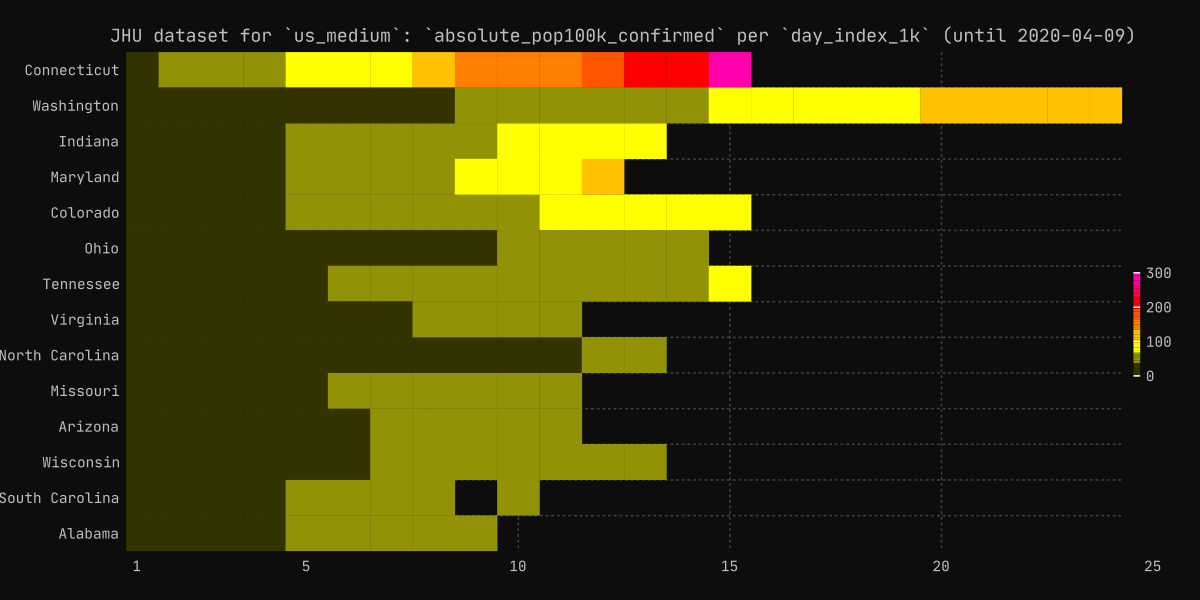 JHU dataset for `us_medium`: `absolute_pop100k_confirmed` per `day_index_1k` (until 2020-04-09)
Connecticut
Washington
Indiana
Maryland
Colorado
Ohio
Tennessee
Virginia
North Carolina
Missouri
Arizona
Wisconsin
South Carolina
Alabama
300
200
100
0
1 5 10 15 20 25